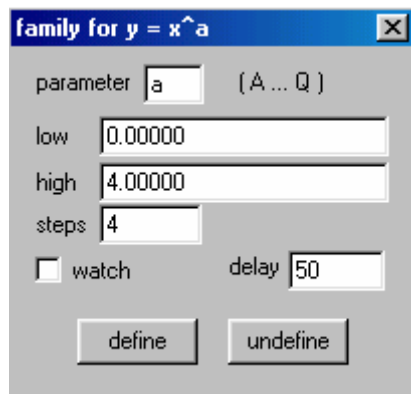 family for y = x^a
parameter a ( A ... Q )
low 0.00000
high 4.00000
steps 4
watch delay 50
define undefine